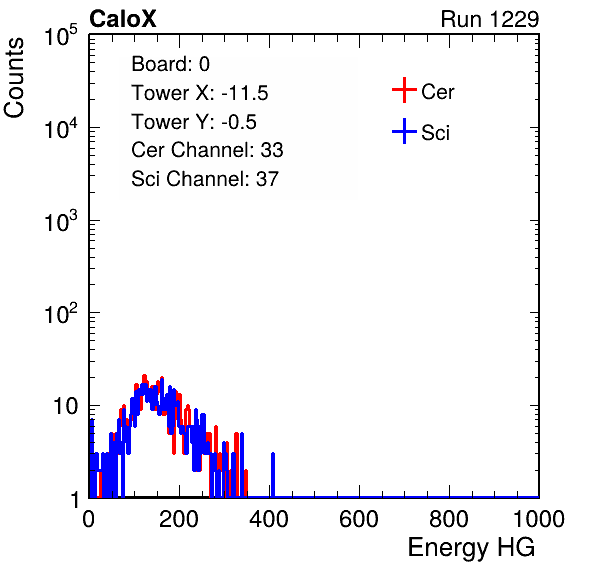 CaloX Run 1229
Counts
10^5
10^4
10^3
10^2
10
1
Board: 0
Tower X: -11.5
Tower Y: -0.5
Cer Channel: 33
Sci Channel: 37
Cer
Sci
0 200 400 600 800 1000
Energy HG